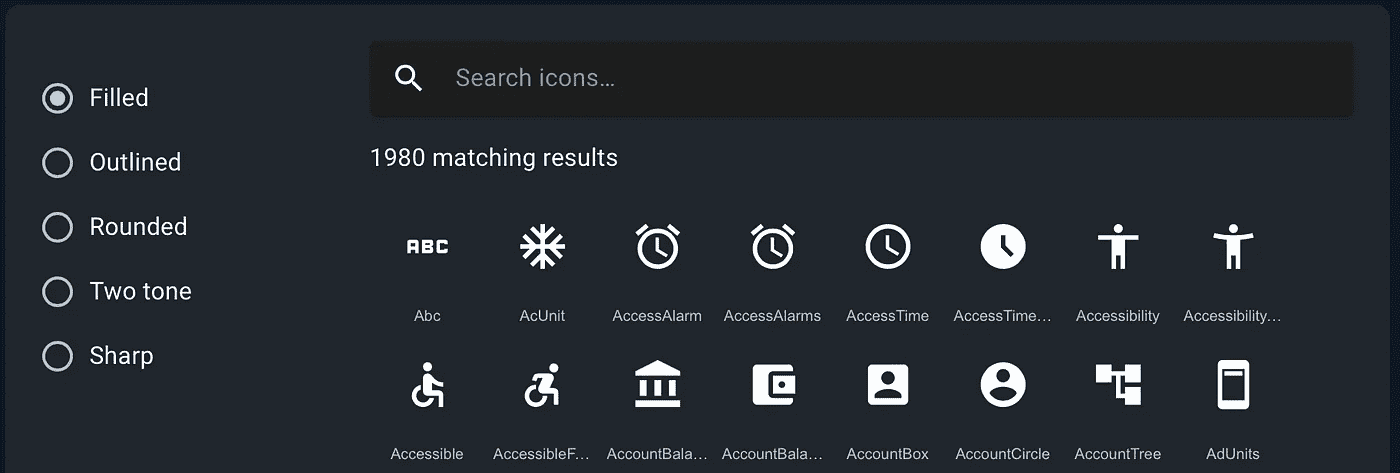 Search icons…
Filled
1980 matching results
Outlined
Rounded
Two tone
Sharp
ABC
Abc
AcUnit
AccessAlarm
AccessAlarms
AccessTime
AccessTime…
Accessibility
Accessibility…
Accessible
AccessibleF…
AccountBala…
AccountBala…
AccountBox
AccountCircle
AccountTree
AdUnits